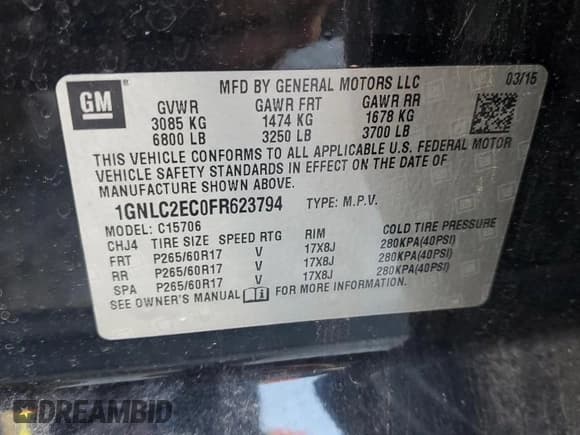 GM
MFD BY GENERAL MOTORS LLC 03/15
GVWR GAWR FRT GAWR RR
3085 KG 1474 KG 1678 KG
6800 LB 3250 LB 3700 LB
THIS VEHICLE CONFORMS TO ALL APPLICABLE U.S. FEDERAL MOTOR
VEHICLE SAFETY STANDARDS IN EFFECT ON THE DATE OF
MANUFACTURE SHOWN ABOVE.
1GNLC2EC0FR623794 TYPE: M.P.V.
MODEL: C15706
CHJ4 TIRE SIZE SPEED RTG RIM COLD TIRE PRESSURE
FRT P265/60R17 V 17X8J 280KPA(40PSI)
RR P265/60R17 V 17X8J 280KPA(40PSI)
SPA P265/60R17 V 17X8J 280KPA(40PSI)
SEE OWNER'S MANUAL FOR MORE INFORMATION.
DREAMBID